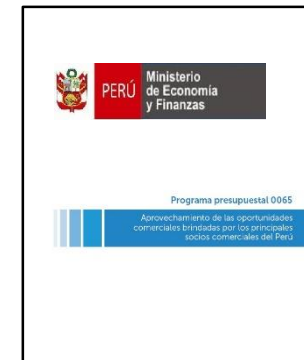 PERÚ
Ministerio
de Economía
y Finanzas
Programa presupuestal 0065
Aprovechamiento de las oportunidades
comerciales brindadas por los principales
socios comerciales del Perú